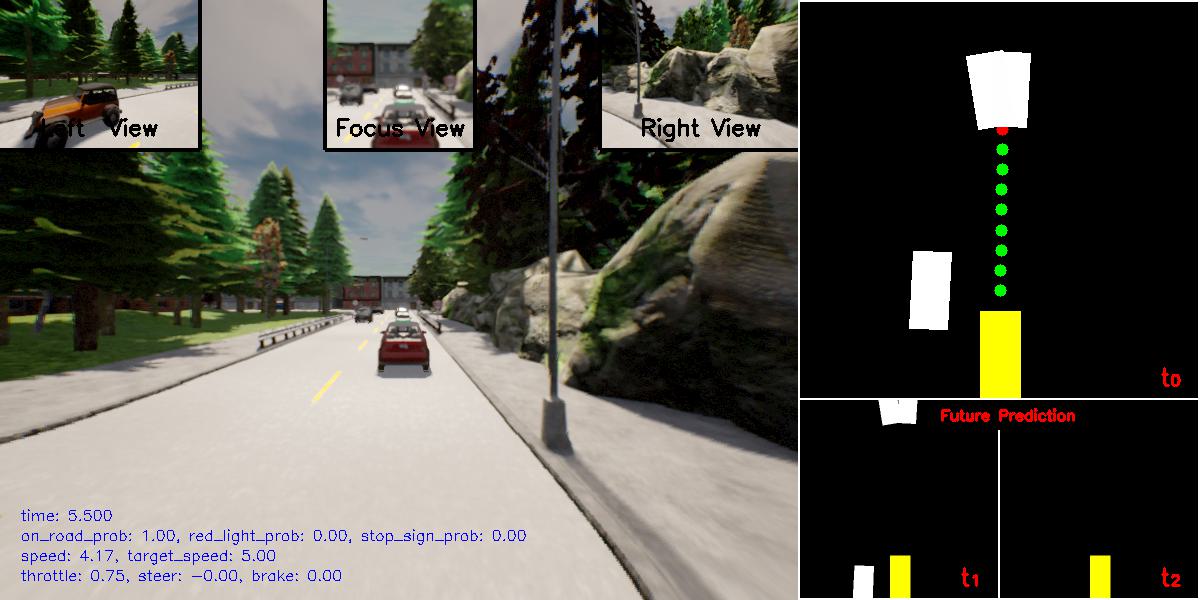 Left View
Focus View
Right View
t0
Future Prediction
t1
t2
time: 5.500
on_road_prob: 1.00, red_light_prob: 0.00, stop_sign_prob: 0.00
speed: 4.17, target_speed: 5.00
throttle: 0.75, steer: -0.00, brake: 0.00